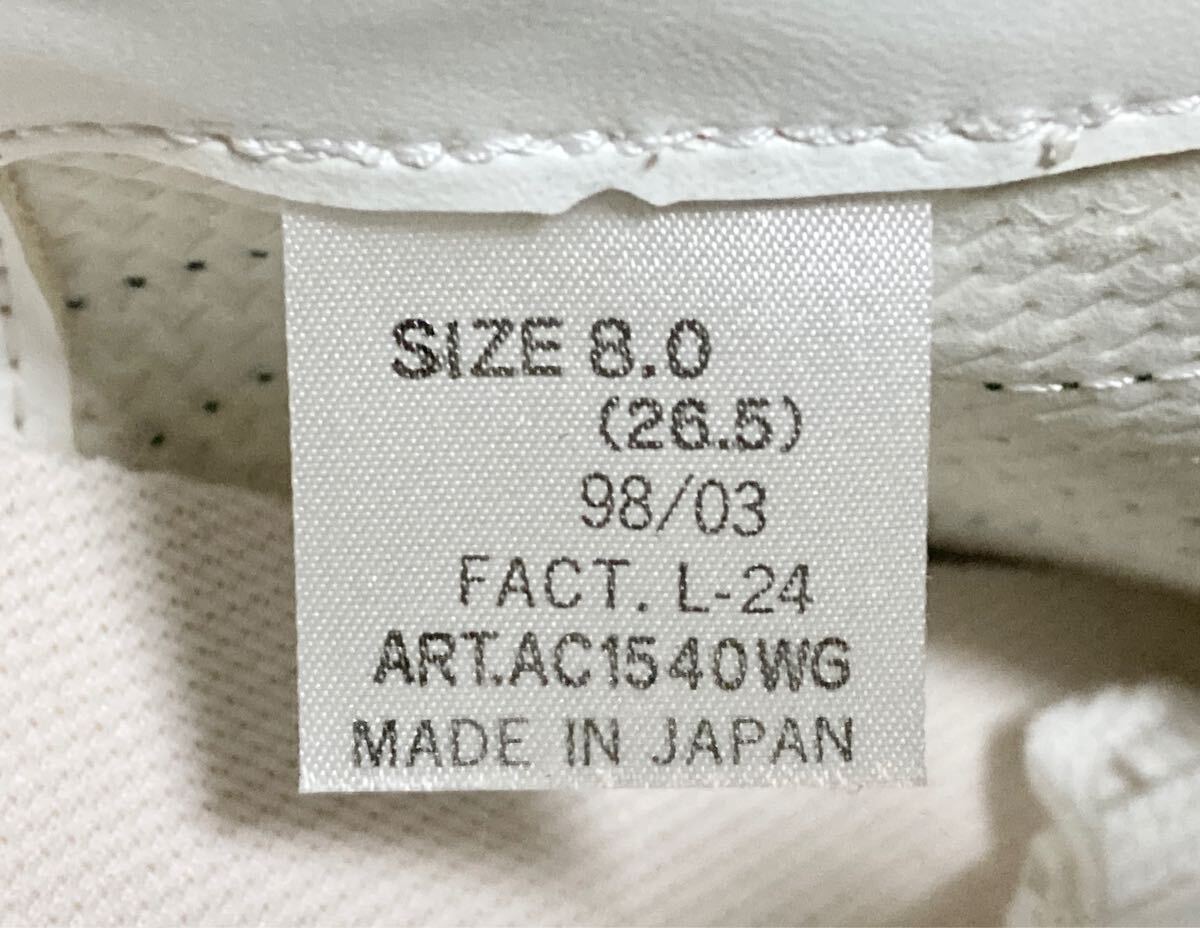 SIZE 8.0
(26.5)
98/03
FACT. L-24
ART.AC1540WG
MADE IN JAPAN